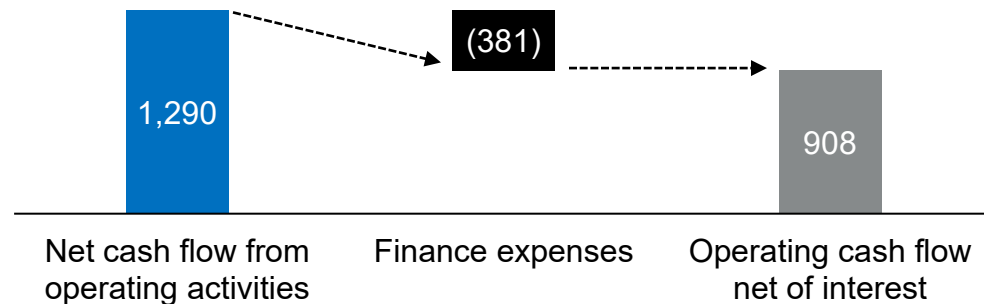 (381)
1,290
908
Net cash flow from
operating activities
Finance expenses
Operating cash flow
net of interest